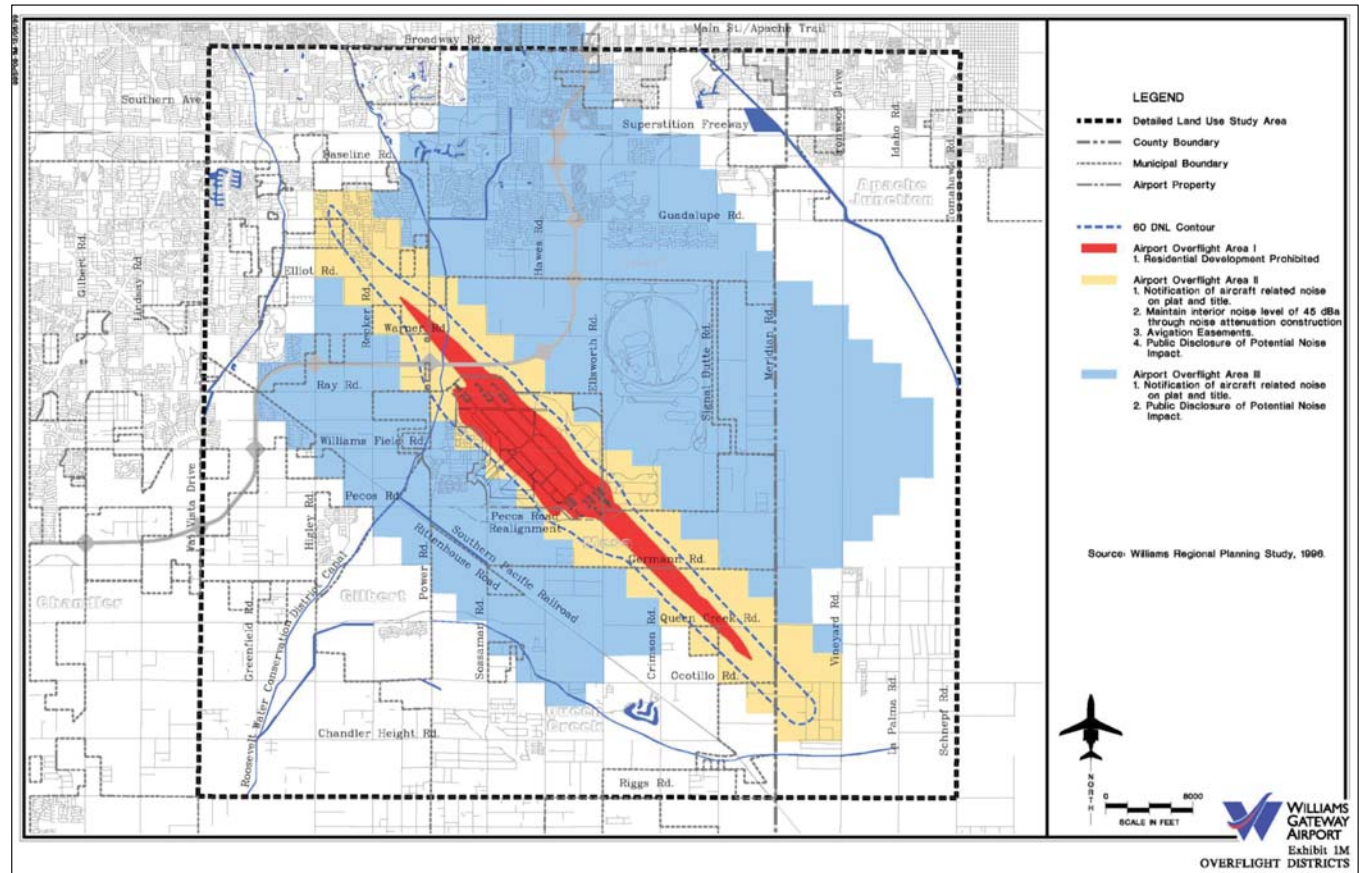 Main St/Apache Trail
Broadway Rd.
Southern Ave.
Superstition Freeway
Ironwood Drive
Idaho Rd.
Tomahawk Rd.
Baseline Rd.
Apache
Junction
Guadalupe Rd.
Gilbert Rd.
Lindsay Rd.
Hawes Rd.
Elliot Rd.
Recker Rd.
Warner Rd.
Ellsworth Rd.
Signal Butte Rd.
Meridian Rd.
Ray Rd.
Williams Field Rd.
Val Vista Drive
Pecos Rd.
Higley Rd.
Pecos Road
Realignment
Mesa
Southern Pacific Railroad
Rittenhouse Road
Germann Rd.
Chandler
Gilbert
Power Rd.
Greenfield Rd.
Roosevelt Water Conservation District Canal
Sossaman Rd.
Crimson Rd.
Queen Creek Rd.
Vineyard Rd.
Ocotillo Rd.
Queen
Creek
La Palma Rd.
Schnepf Rd.
Chandler Height Rd.
Riggs Rd.
LEGEND
Detailed Land Use Study Area
County Boundary
Municipal Boundary
Airport Property
60 DNL Contour
Airport Overflight Area I
1. Residential Development Prohibited
Airport Overflight Area II
1. Notification of aircraft related noise
on plat and title.
2. Maintain interior noise level of 45 dBa
through noise attenuation construction
3. Avigation Easements.
4. Public Disclosure of Potential Noise
Impact.
Airport Overflight Area III
1. Notification of aircraft related noise
on plat and title.
2. Public Disclosure of Potential Noise
Impact.
Source: Williams Regional Planning Study, 1996.
NORTH
0 8000
SCALE IN FEET
WILLIAMS
GATEWAY
AIRPORT
Exhibit 1M
OVERFLIGHT DISTRICTS